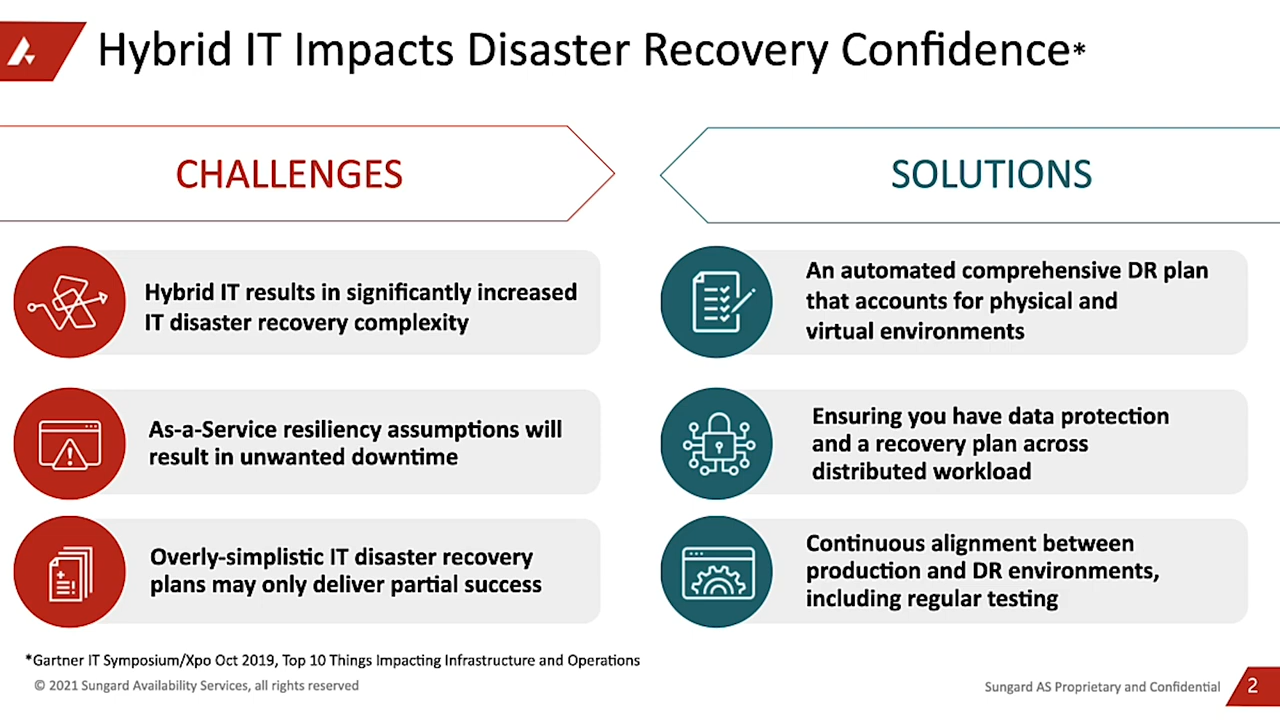 Hybrid IT Impacts Disaster Recovery Confidence*
CHALLENGES
Hybrid IT results in significantly increased
IT disaster recovery complexity
As-a-Service resiliency assumptions will
result in unwanted downtime
Overly-simplistic IT disaster recovery
plans may only deliver partial success
SOLUTIONS
An automated comprehensive DR plan
that accounts for physical and
virtual environments
Ensuring you have data protection
and a recovery plan across
distributed workload
Continuous alignment between
production and DR environments,
including regular testing
*Gartner IT Symposium/Xpo Oct 2019, Top 10 Things Impacting Infrastructure and Operations
© 2021 Sungard Availability Services, all rights reserved
Sungard AS Proprietary and Confidential
2